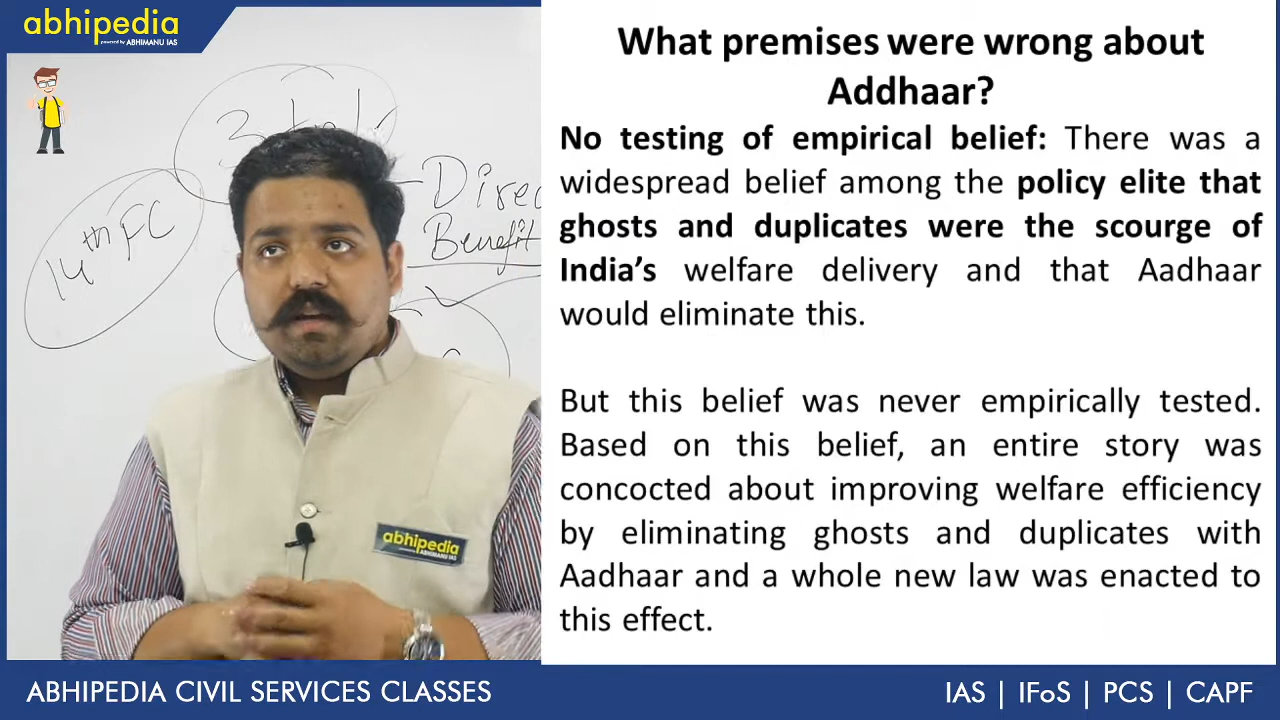 abhipedia
powered by ABHIMANU IAS
14th FC
Direc
Benefit
abhipedia
powered by ABHIMANU IAS
What premises were wrong about
Addhaar?
No testing of empirical belief: There was a
widespread belief among the policy elite that
ghosts and duplicates were the scourge of
India’s welfare delivery and that Aadhaar
would eliminate this.
But this belief was never empirically tested.
Based on this belief, an entire story was
concocted about improving welfare efficiency
by eliminating ghosts and duplicates with
Aadhaar and a whole new law was enacted to
this effect.
ABHIPEDIA CIVIL SERVICES CLASSES
IAS | IFoS | PCS | CAPF